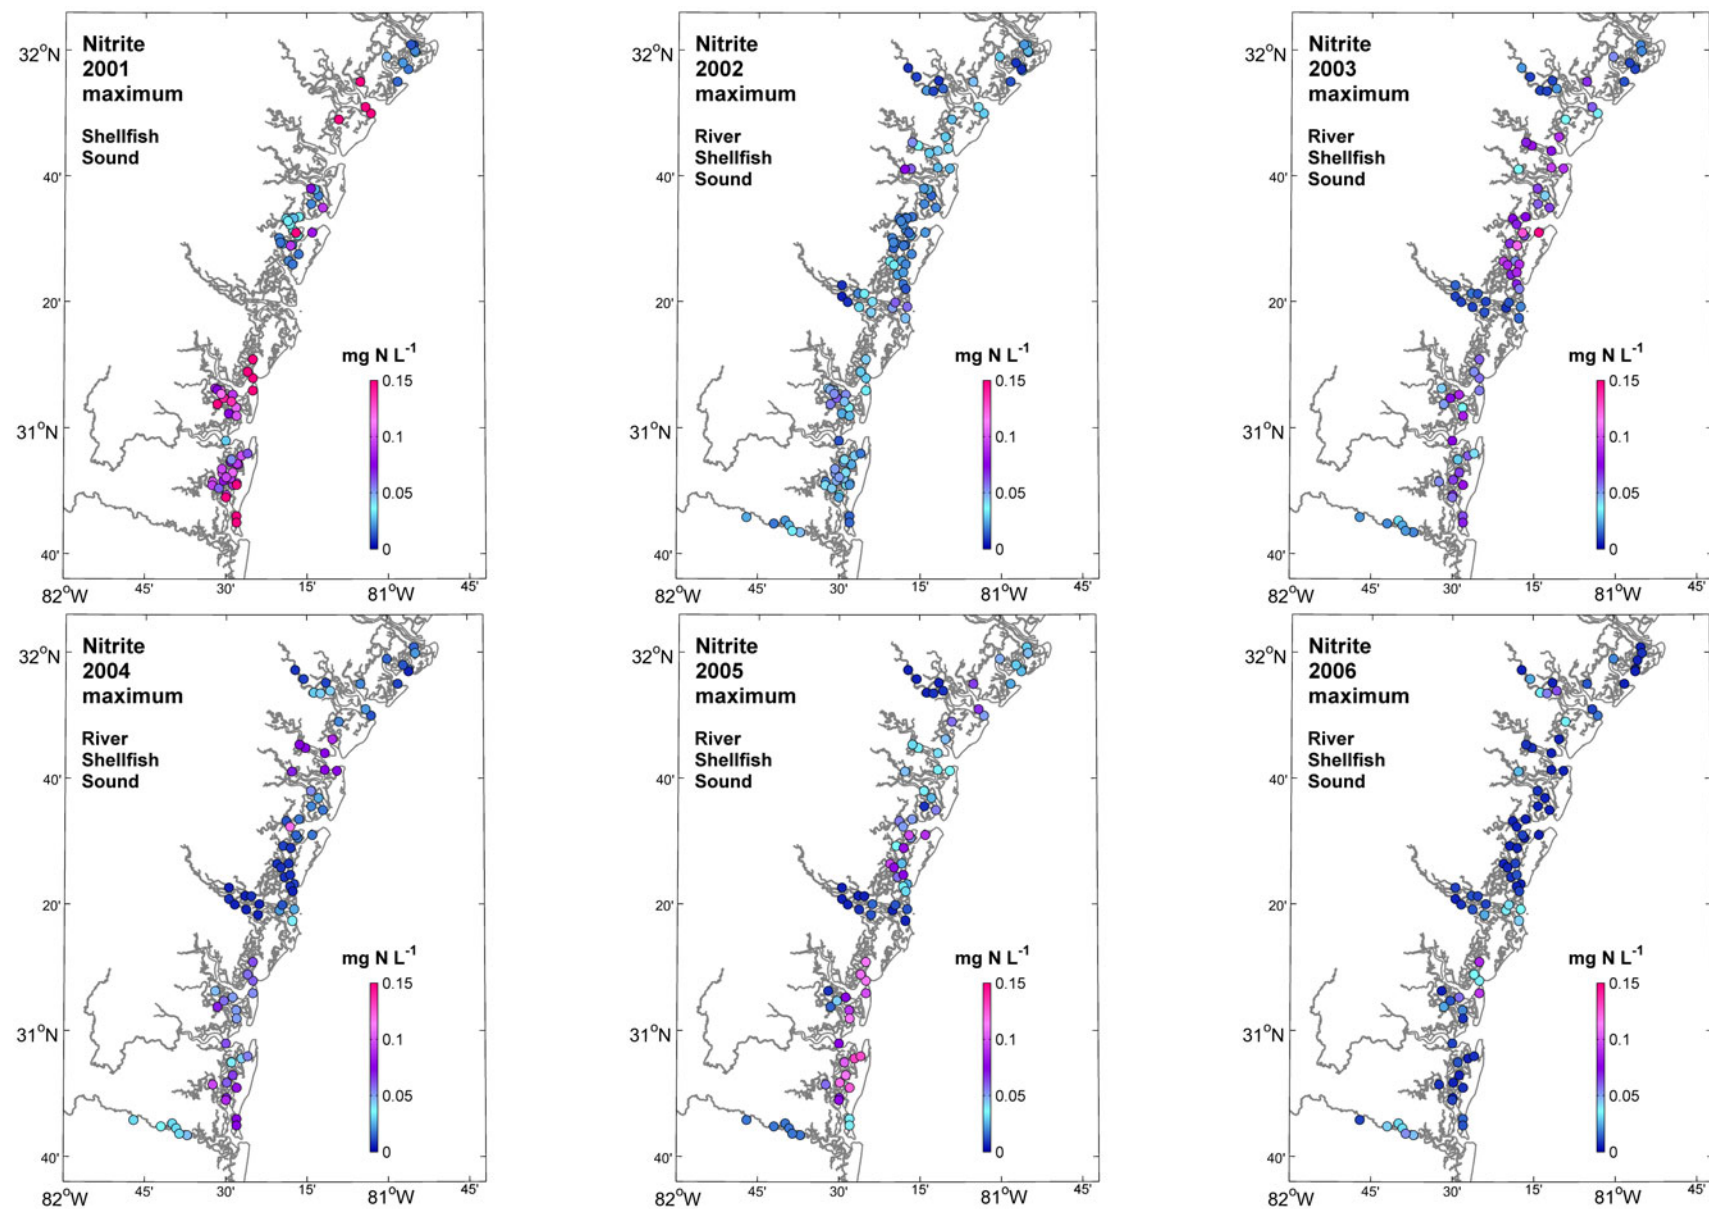 Nitrite
2001
maximum
Shellfish
Sound
32°N
40'
20'
31°N
40'
82°W
45'
30'
15'
81°W
45'
mg N L⁻¹
0.15
0.1
0.05
0
Nitrite
2002
maximum
River
Shellfish
Sound
32°N
40'
20'
31°N
40'
82°W
45'
30'
15'
81°W
45'
mg N L⁻¹
0.15
0.1
0.05
0
Nitrite
2003
maximum
River
Shellfish
Sound
32°N
40'
20'
31°N
40'
82°W
45'
30'
15'
81°W
45'
mg N L⁻¹
0.15
0.1
0.05
0
Nitrite
2004
maximum
River
Shellfish
Sound
32°N
40'
20'
31°N
40'
82°W
45'
30'
15'
81°W
45'
mg N L⁻¹
0.15
0.1
0.05
0
Nitrite
2005
maximum
River
Shellfish
Sound
32°N
40'
20'
31°N
40'
82°W
45'
30'
15'
81°W
45'
mg N L⁻¹
0.15
0.1
0.05
0
Nitrite
2006
maximum
River
Shellfish
Sound
32°N
40'
20'
31°N
40'
82°W
45'
30'
15'
81°W
45'
mg N L⁻¹
0.15
0.1
0.05
0